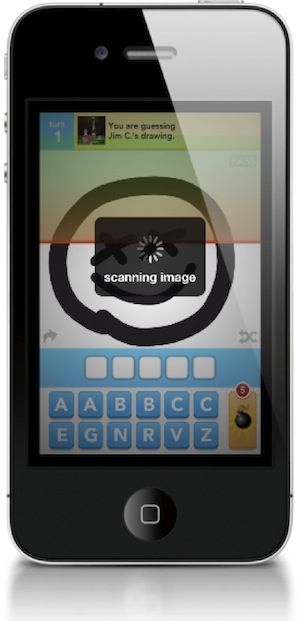 turn
1
You are guessing
Jim C.'s drawing.
scanning image
A A B B C C
5
E G N R V Z